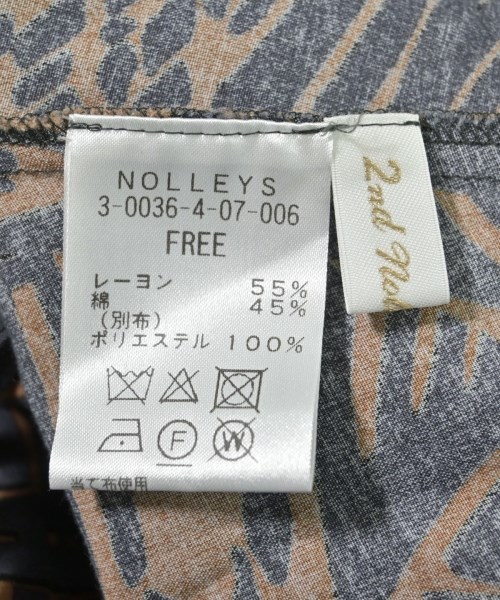 NOLLEYS
3-0036-4-07-006
FREE
レーヨン 55%
綿 45%
(別布)
ポリエステル 100%
F W
当て布使用
2nd